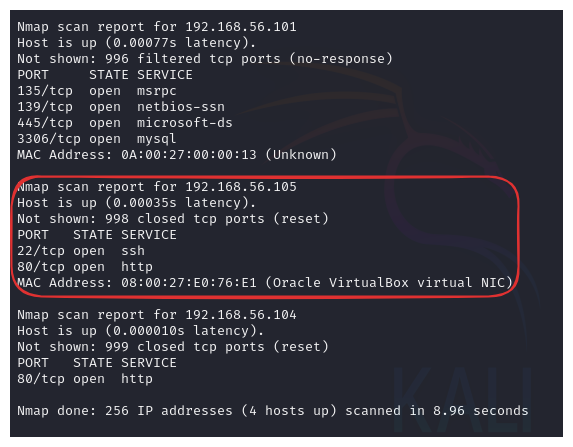 Nmap scan report for 192.168.56.101
Host is up (0.00077s latency).
Not shown: 996 filtered tcp ports (no-response)
PORT     STATE SERVICE
135/tcp  open  msrpc
139/tcp  open  netbios-ssn
445/tcp  open  microsoft-ds
3306/tcp open  mysql
MAC Address: 0A:00:27:00:00:13 (Unknown)
Nmap scan report for 192.168.56.105
Host is up (0.00035s latency).
Not shown: 998 closed tcp ports (reset)
PORT   STATE SERVICE
22/tcp open  ssh
80/tcp open  http
MAC Address: 08:00:27:E0:76:E1 (Oracle VirtualBox virtual NIC)
Nmap scan report for 192.168.56.104
Host is up (0.000010s latency).
Not shown: 999 closed tcp ports (reset)
PORT   STATE SERVICE
80/tcp open  http
KALI
Nmap done: 256 IP addresses (4 hosts up) scanned in 8.96 seconds